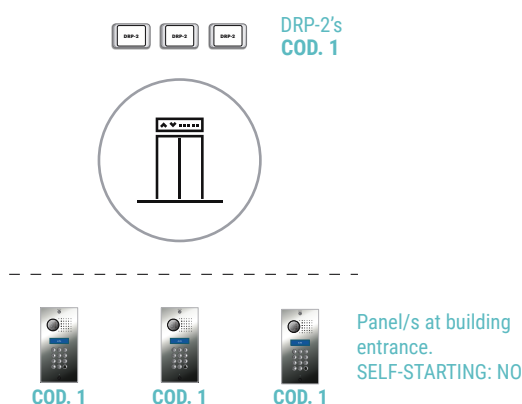 DRP-2's
COD. 1
DRP-2 DRP-2 DRP-2
Panel/s at building
entrance.
SELF-STARTING: NO
COD. 1 COD. 1 COD. 1